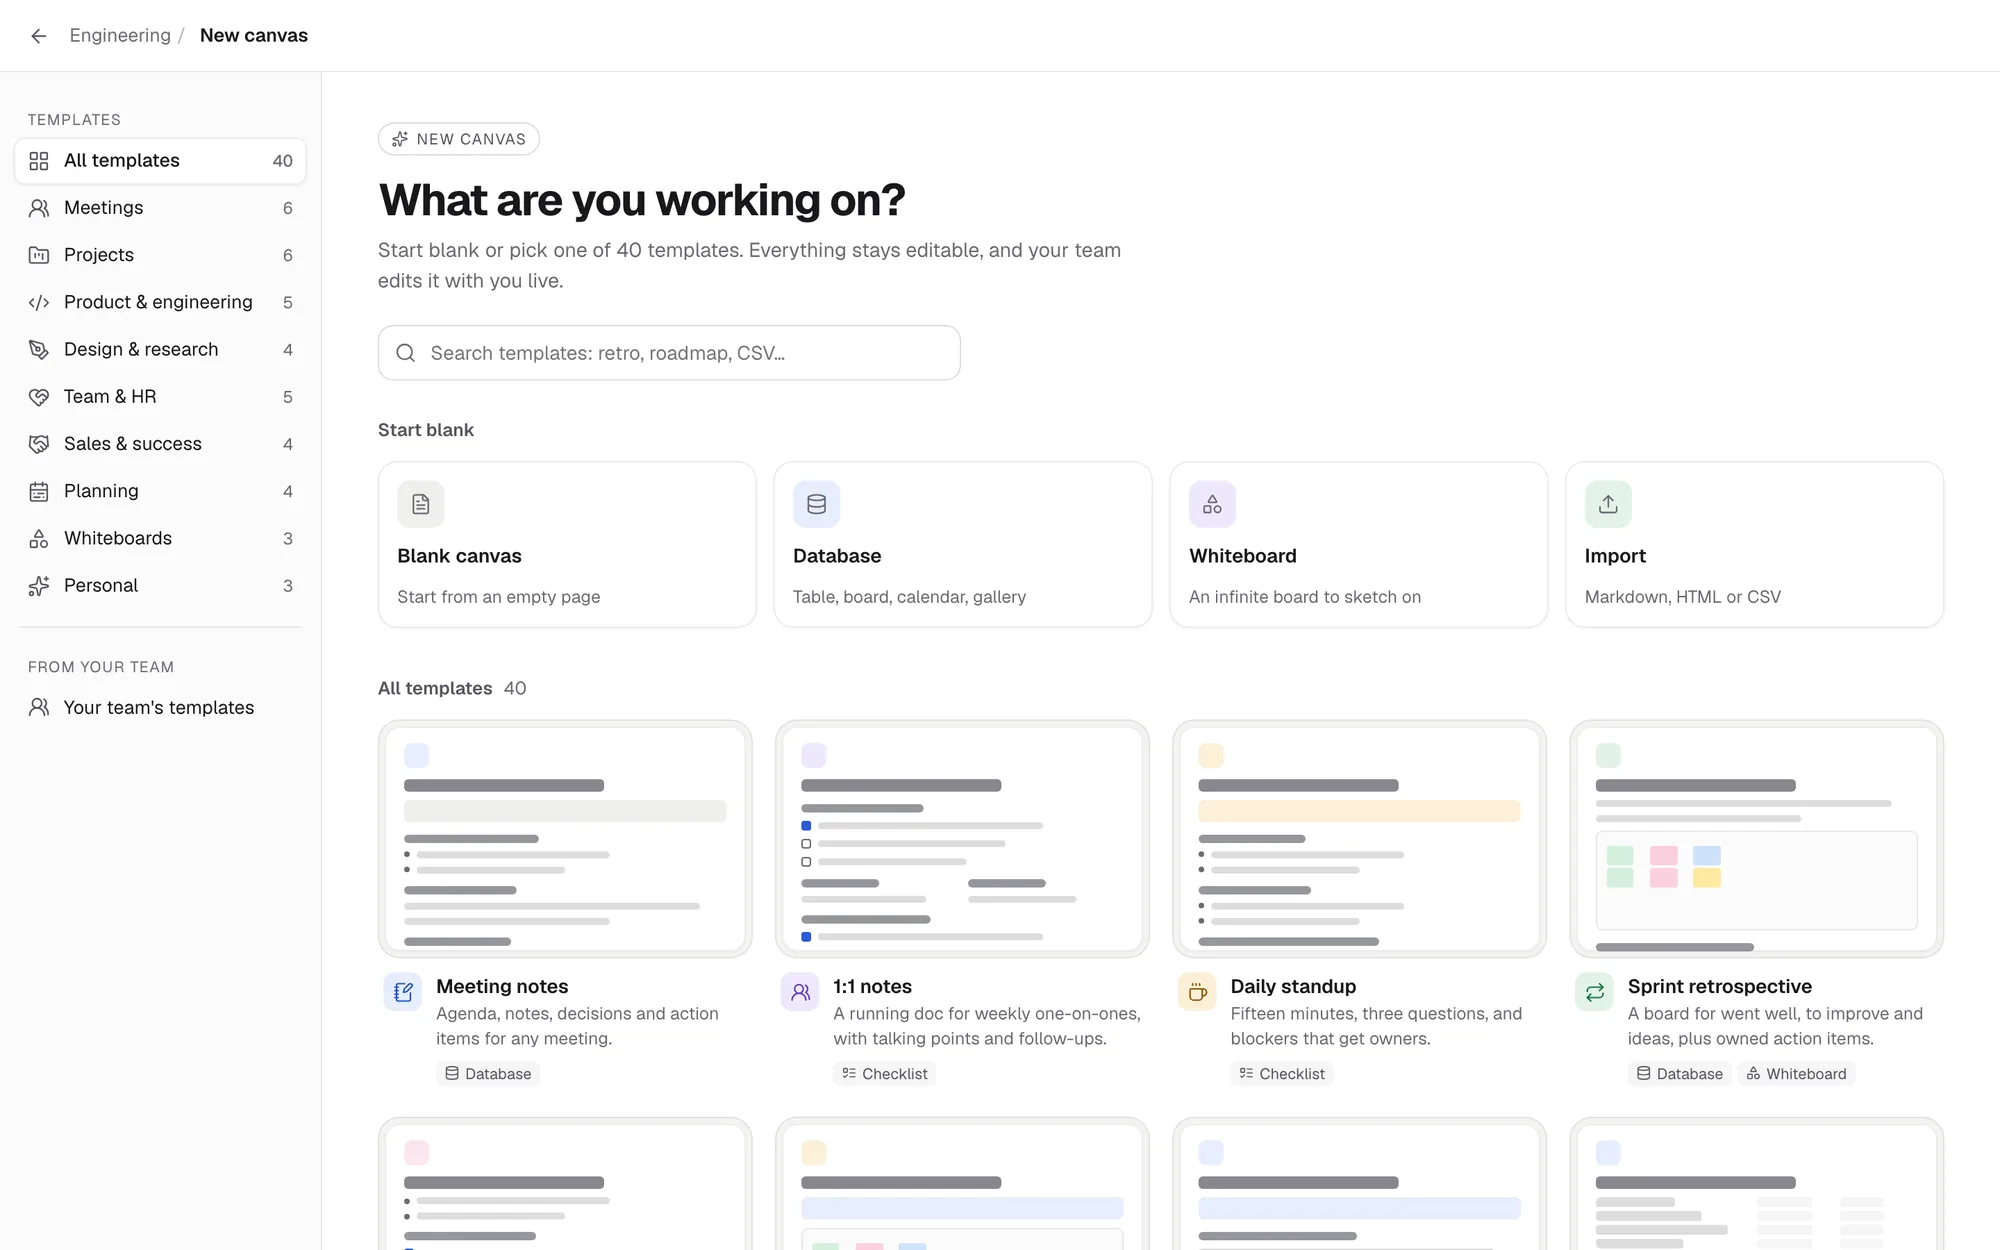 Engineering / New canvas
TEMPLATES
All templates 40
Meetings 6
Projects 6
Product & engineering 5
Design & research 4
Team & HR 5
Sales & success 4
Planning 4
Whiteboards 3
Personal 3
FROM YOUR TEAM
Your team's templates
NEW CANVAS
What are you working on?
Start blank or pick one of 40 templates. Everything stays editable, and your team
edits it with you live.
Search templates: retro, roadmap, CSV...
Start blank
Blank canvas
Start from an empty page
Database
Table, board, calendar, gallery
Whiteboard
An infinite board to sketch on
Import
Markdown, HTML or CSV
All templates 40
Meeting notes
Agenda, notes, decisions and action
items for any meeting.
Database
1:1 notes
A running doc for weekly one-on-ones,
with talking points and follow-ups.
Checklist
Daily standup
Fifteen minutes, three questions, and
blockers that get owners.
Checklist
Sprint retrospective
A board for went well, to improve and
ideas, plus owned action items.
Database Whiteboard